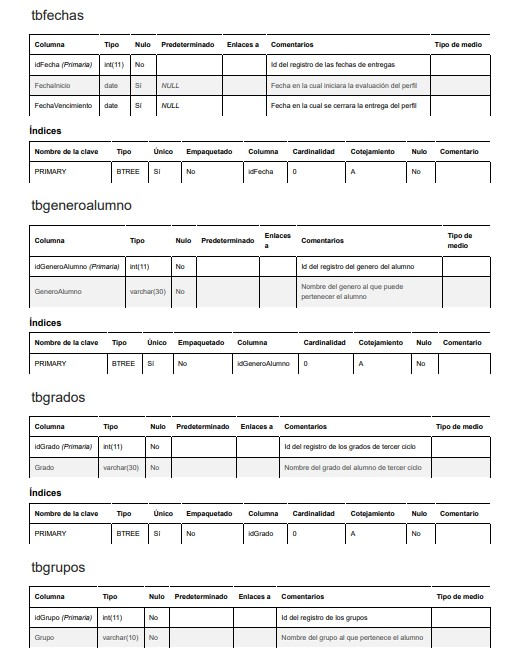 tbfechas
Columna Tipo Nulo Predeterminado Enlaces a Comentarios Tipo de medio
idFecha (Primaria) int(11) No Id del registro de las fechas de entregas
FechaInicio date Sí NULL Fecha en la cual iniciara la evaluación del perfil
FechaVencimiento date Sí NULL Fecha en la cual se cerrara la entrega del perfil
Índices
Nombre de la clave Tipo Único Empaquetado Columna Cardinalidad Cotejamiento Nulo Comentario
PRIMARY BTREE Sí No idFecha 0 A No
tbgeneroalumno
Columna Tipo Nulo Predeterminado Enlaces a Comentarios Tipo de medio
idGeneroAlumno (Primaria) int(11) No Id del registro del genero del alumno
GeneroAlumno varchar(30) No Nombre del genero al que puede
pertenecer el alumno
Índices
Nombre de la clave Tipo Único Empaquetado Columna Cardinalidad Cotejamiento Nulo Comentario
PRIMARY BTREE Sí No idGeneroAlumno 0 A No
tbgrados
Columna Tipo Nulo Predeterminado Enlaces a Comentarios Tipo de medio
idGrado (Primaria) int(11) No Id del registro de los grados de tercer ciclo
Grado varchar(30) No Nombre del grado del alumno de tercer ciclo
Índices
Nombre de la clave Tipo Único Empaquetado Columna Cardinalidad Cotejamiento Nulo Comentario
PRIMARY BTREE Sí No idGrado 0 A No
tbgrupos
Columna Tipo Nulo Predeterminado Enlaces a Comentarios Tipo de medio
idGrupo (Primaria) int(11) No Id del registro de los grupos
Grupo varchar(10) No Nombre del grupo al que pertenece el alumno